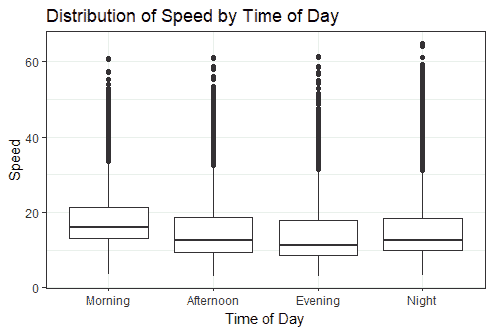 Distribution of Speed by Time of Day
Speed
60
40
20
0
Morning Afternoon Evening Night
Time of Day